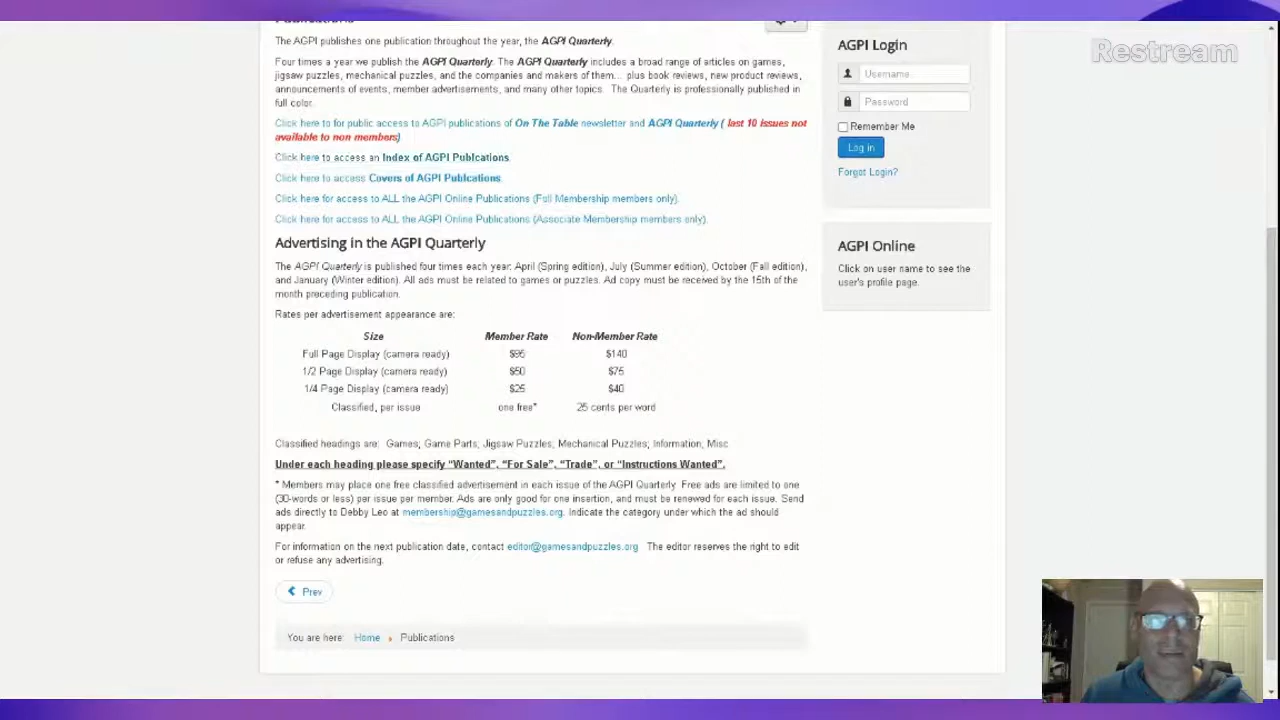 The AGPI publishes one publication throughout the year, the AGPI Quarterly.
Four times a year we publish the AGPI Quarterly. The AGPI Quarterly includes a broad range of articles on games,
jigsaw puzzles, mechanical puzzles, and the companies and makers of them... plus book reviews, new product reviews,
announcements of events, member advertisements, and many other topics. The Quarterly is professionally published in
full color.
Click here to for public access to AGPI publications of On The Table newsletter and AGPI Quarterly ( last 10 issues not
available to non members)
Click here to access an Index of AGPI Publcations.
Click here to access Covers of AGPI Publcations.
Click here for access to ALL the AGPI Online Publications (Full Membership members only).
Click here for access to ALL the AGPI Online Publications (Associate Membership members only).
Advertising in the AGPI Quarterly
The AGPI Quarterly is published four times each year: April (Spring edition), July (Summer edition), October (Fall edition),
and January (Winter edition). All ads must be related to games or puzzles. Ad copy must be received by the 15th of the
month preceding publication.
Rates per advertisement appearance are:
Size Member Rate Non-Member Rate
Full Page Display (camera ready) $95 $140
1/2 Page Display (camera ready) $50 $75
1/4 Page Display (camera ready) $25 $40
Classified, per issue one free* 25 cents per word
Classified headings are: Games; Game Parts; Jigsaw Puzzles; Mechanical Puzzles; Information; Misc.
Under each heading please specify "Wanted", "For Sale", "Trade", or "Instructions Wanted".
* Members may place one free classified advertisement in each issue of the AGPI Quarterly. Free ads are limited to one
(30-words or less) per issue per member. Ads are only good for one insertion, and must be renewed for each issue. Send
ads directly to Debby Leo at membership@gamesandpuzzles.org. Indicate the category under which the ad should
appear.
For information on the next publication date, contact editor@gamesandpuzzles.org The editor reserves the right to edit
or refuse any advertising.
Prev
You are here: Home Publications
AGPI Login
Username
Password
Remember Me
Log in
Forgot Login?
AGPI Online
Click on user name to see the
user's profile page.
Restream